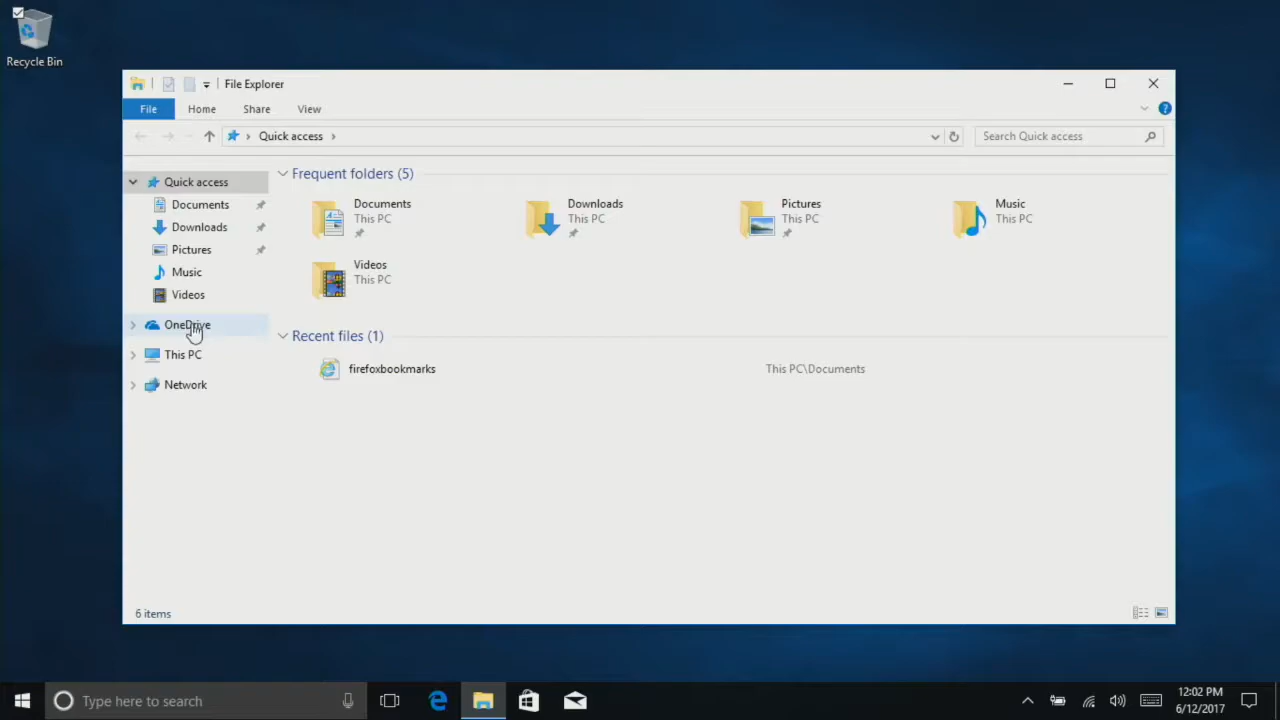 Recycle Bin
File Explorer
File Home Share View
Quick access
Search Quick access
Quick access
Documents
Downloads
Pictures
Music
Videos
OneDrive
This PC
Network
Frequent folders (5)
Documents
This PC
Downloads
This PC
Pictures
This PC
Music
This PC
Videos
This PC
Recent files (1)
firefoxbookmarks This PC\Documents
6 items
Type here to search
12:02 PM
6/12/2017